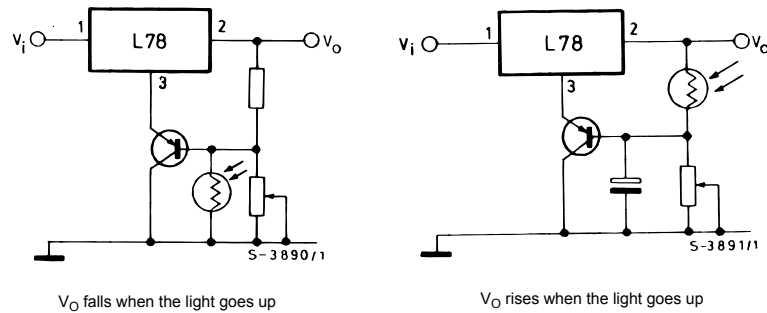 1 L78 2
Vi Vo
3
S-3890/1
VO falls when the light goes up
1 L78 2
Vi
3
S-3891/1
VO rises when the light goes up